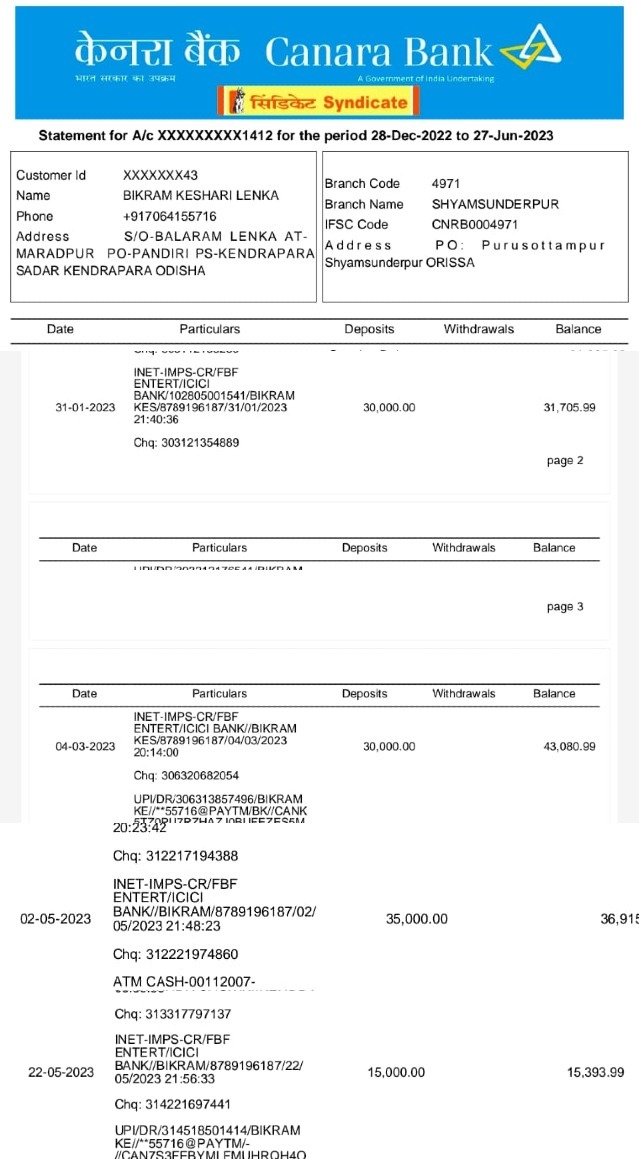 केनरा बैंक Canara Bank
भारत सरकार का उपक्रम A Government of India Undertaking
सिंडिकेट Syndicate
Statement for A/c XXXXXXXXX1412 for the period 28-Dec-2022 to 27-Jun-2023
Customer Id XXXXXXX43
Name BIKRAM KESHARI LENKA
Phone +917064155716
Address S/O-BALARAM LENKA AT-
MARADPUR PO-PANDIRI PS-KENDRAPARA
SADAR KENDRAPARA ODISHA
Branch Code 4971
Branch Name SHYAMSUNDERPUR
IFSC Code CNRB0004971
Address PO: Purusottampur
Shyamsunderpur ORISSA
Date Particulars Deposits Withdrawals Balance
INET-IMPS-CR/FBF
ENTERT/ICICI
BANK/102805001541/BIKRAM
31-01-2023 KES/8789196187/31/01/2023 30,000.00 31,705.99
21:40:36
Chq: 303121354889
page 2
Date Particulars Deposits Withdrawals Balance
page 3
Date Particulars Deposits Withdrawals Balance
INET-IMPS-CR/FBF
ENTERT/ICICI BANK//BIKRAM
04-03-2023 KES/8789196187/04/03/2023 30,000.00 43,080.99
20:14:00
Chq: 306320682054
UPI/DR/306313857496/BIKRAM
KE//**55716@PAYTM/BK//CANK
20:23:42
Chq: 312217194388
INET-IMPS-CR/FBF
ENTERT/ICICI
02-05-2023 BANK//BIKRAM/8789196187/02/ 35,000.00 36,915
05/2023 21:48:23
Chq: 312221974860
ATM CASH-00112007-
Chq: 313317797137
INET-IMPS-CR/FBF
ENTERT/ICICI
22-05-2023 BANK//BIKRAM/8789196187/22/ 15,000.00 15,393.99
05/2023 21:56:33
Chq: 314221697441
UPI/DR/314518501414/BIKRAM
KE//**55716@PAYTM/-